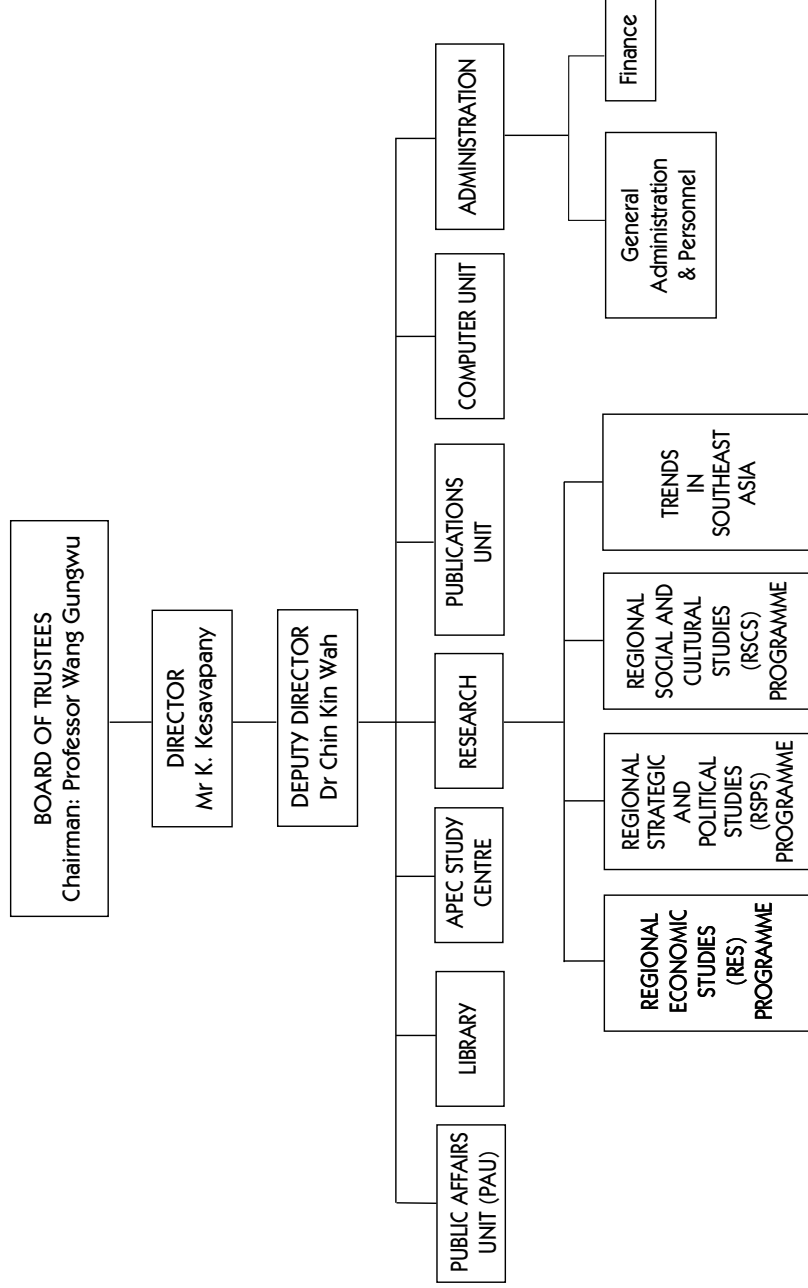 BOARD OF TRUSTEES
Chairman: Professor Wang Gungwu
DIRECTOR
Mr K. Kesavapany
DEPUTY DIRECTOR
Dr Chin Kin Wah
PUBLIC AFFAIRS
UNIT (PAU)
LIBRARY
APEC STUDY
CENTRE
RESEARCH
PUBLICATIONS
UNIT
COMPUTER UNIT
ADMINISTRATION
REGIONAL
ECONOMIC
STUDIES
(RES)
PROGRAMME
REGIONAL
STRATEGIC
AND
POLITICAL
STUDIES
(RSPS)
PROGRAMME
REGIONAL
SOCIAL AND
CULTURAL
STUDIES
(RSCS)
PROGRAMME
TRENDS
IN
SOUTHEAST
ASIA
General
Administration
& Personnel
Finance